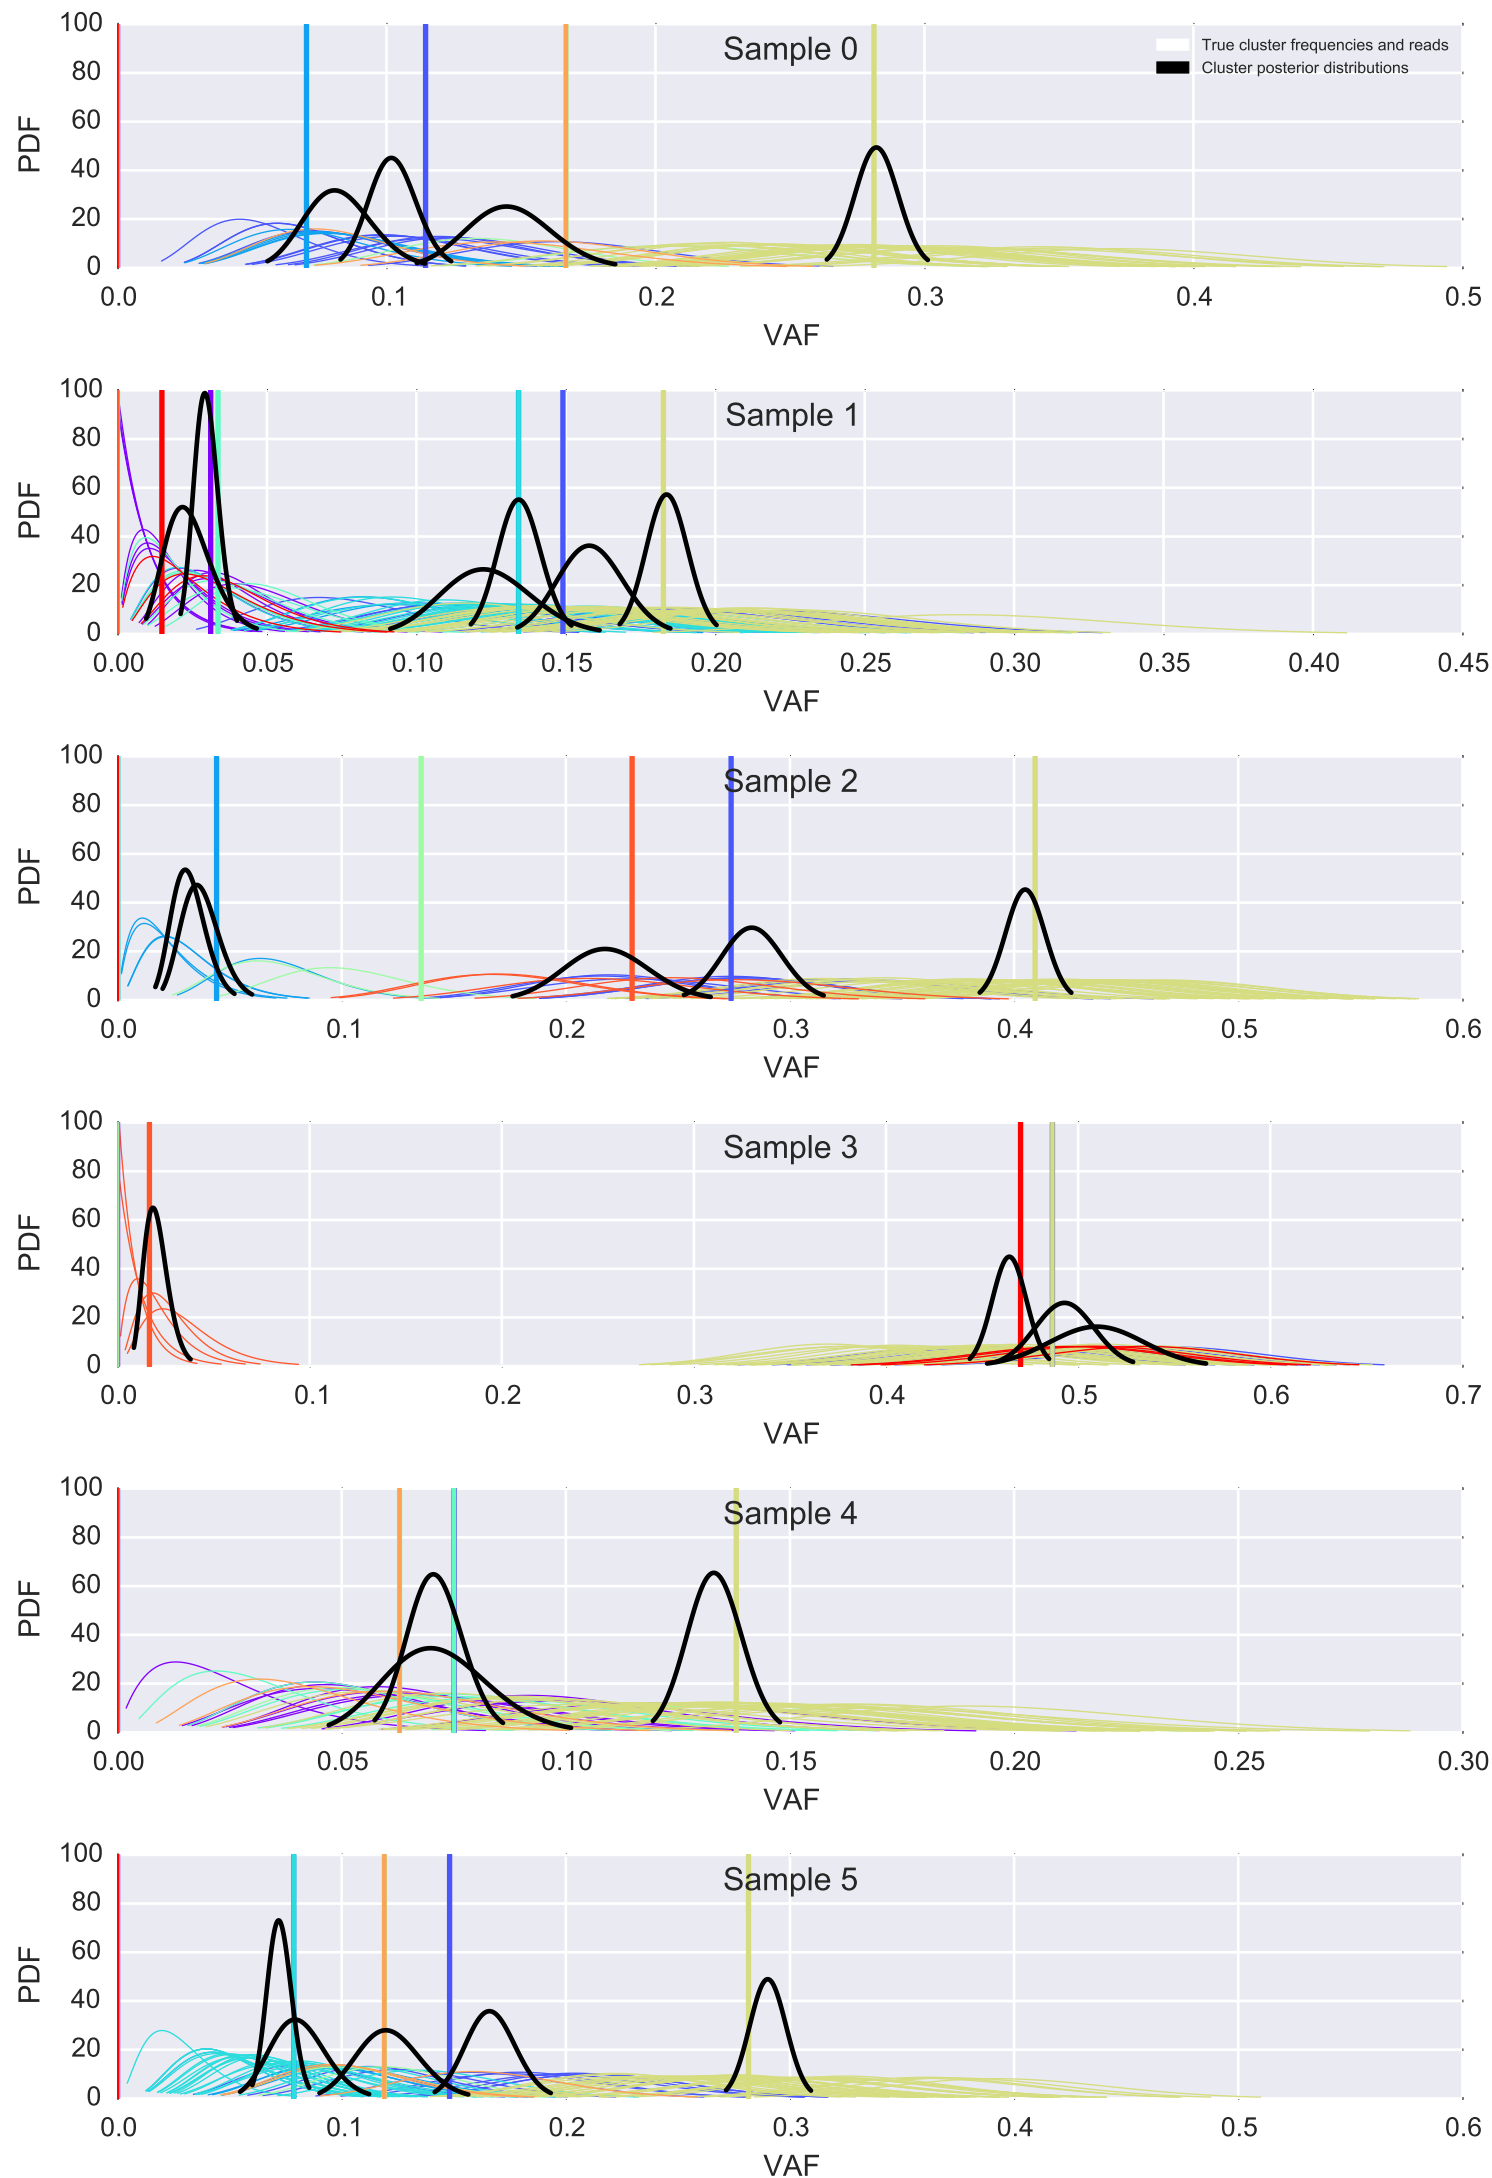 Sample 0
True cluster frequencies and reads
Cluster posterior distributions
PDF
100
80
60
40
20
0
0.0 0.1 0.2 0.3 0.4 0.5
VAF
Sample 1
PDF
100
80
60
40
20
0
0.00 0.05 0.10 0.15 0.20 0.25 0.30 0.35 0.40 0.45
VAF
Sample 2
PDF
100
80
60
40
20
0
0.0 0.1 0.2 0.3 0.4 0.5 0.6
VAF
Sample 3
PDF
100
80
60
40
20
0
0.0 0.1 0.2 0.3 0.4 0.5 0.6 0.7
VAF
Sample 4
PDF
100
80
60
40
20
0
0.00 0.05 0.10 0.15 0.20 0.25 0.30
VAF
Sample 5
PDF
100
80
60
40
20
0
0.0 0.1 0.2 0.3 0.4 0.5 0.6
VAF